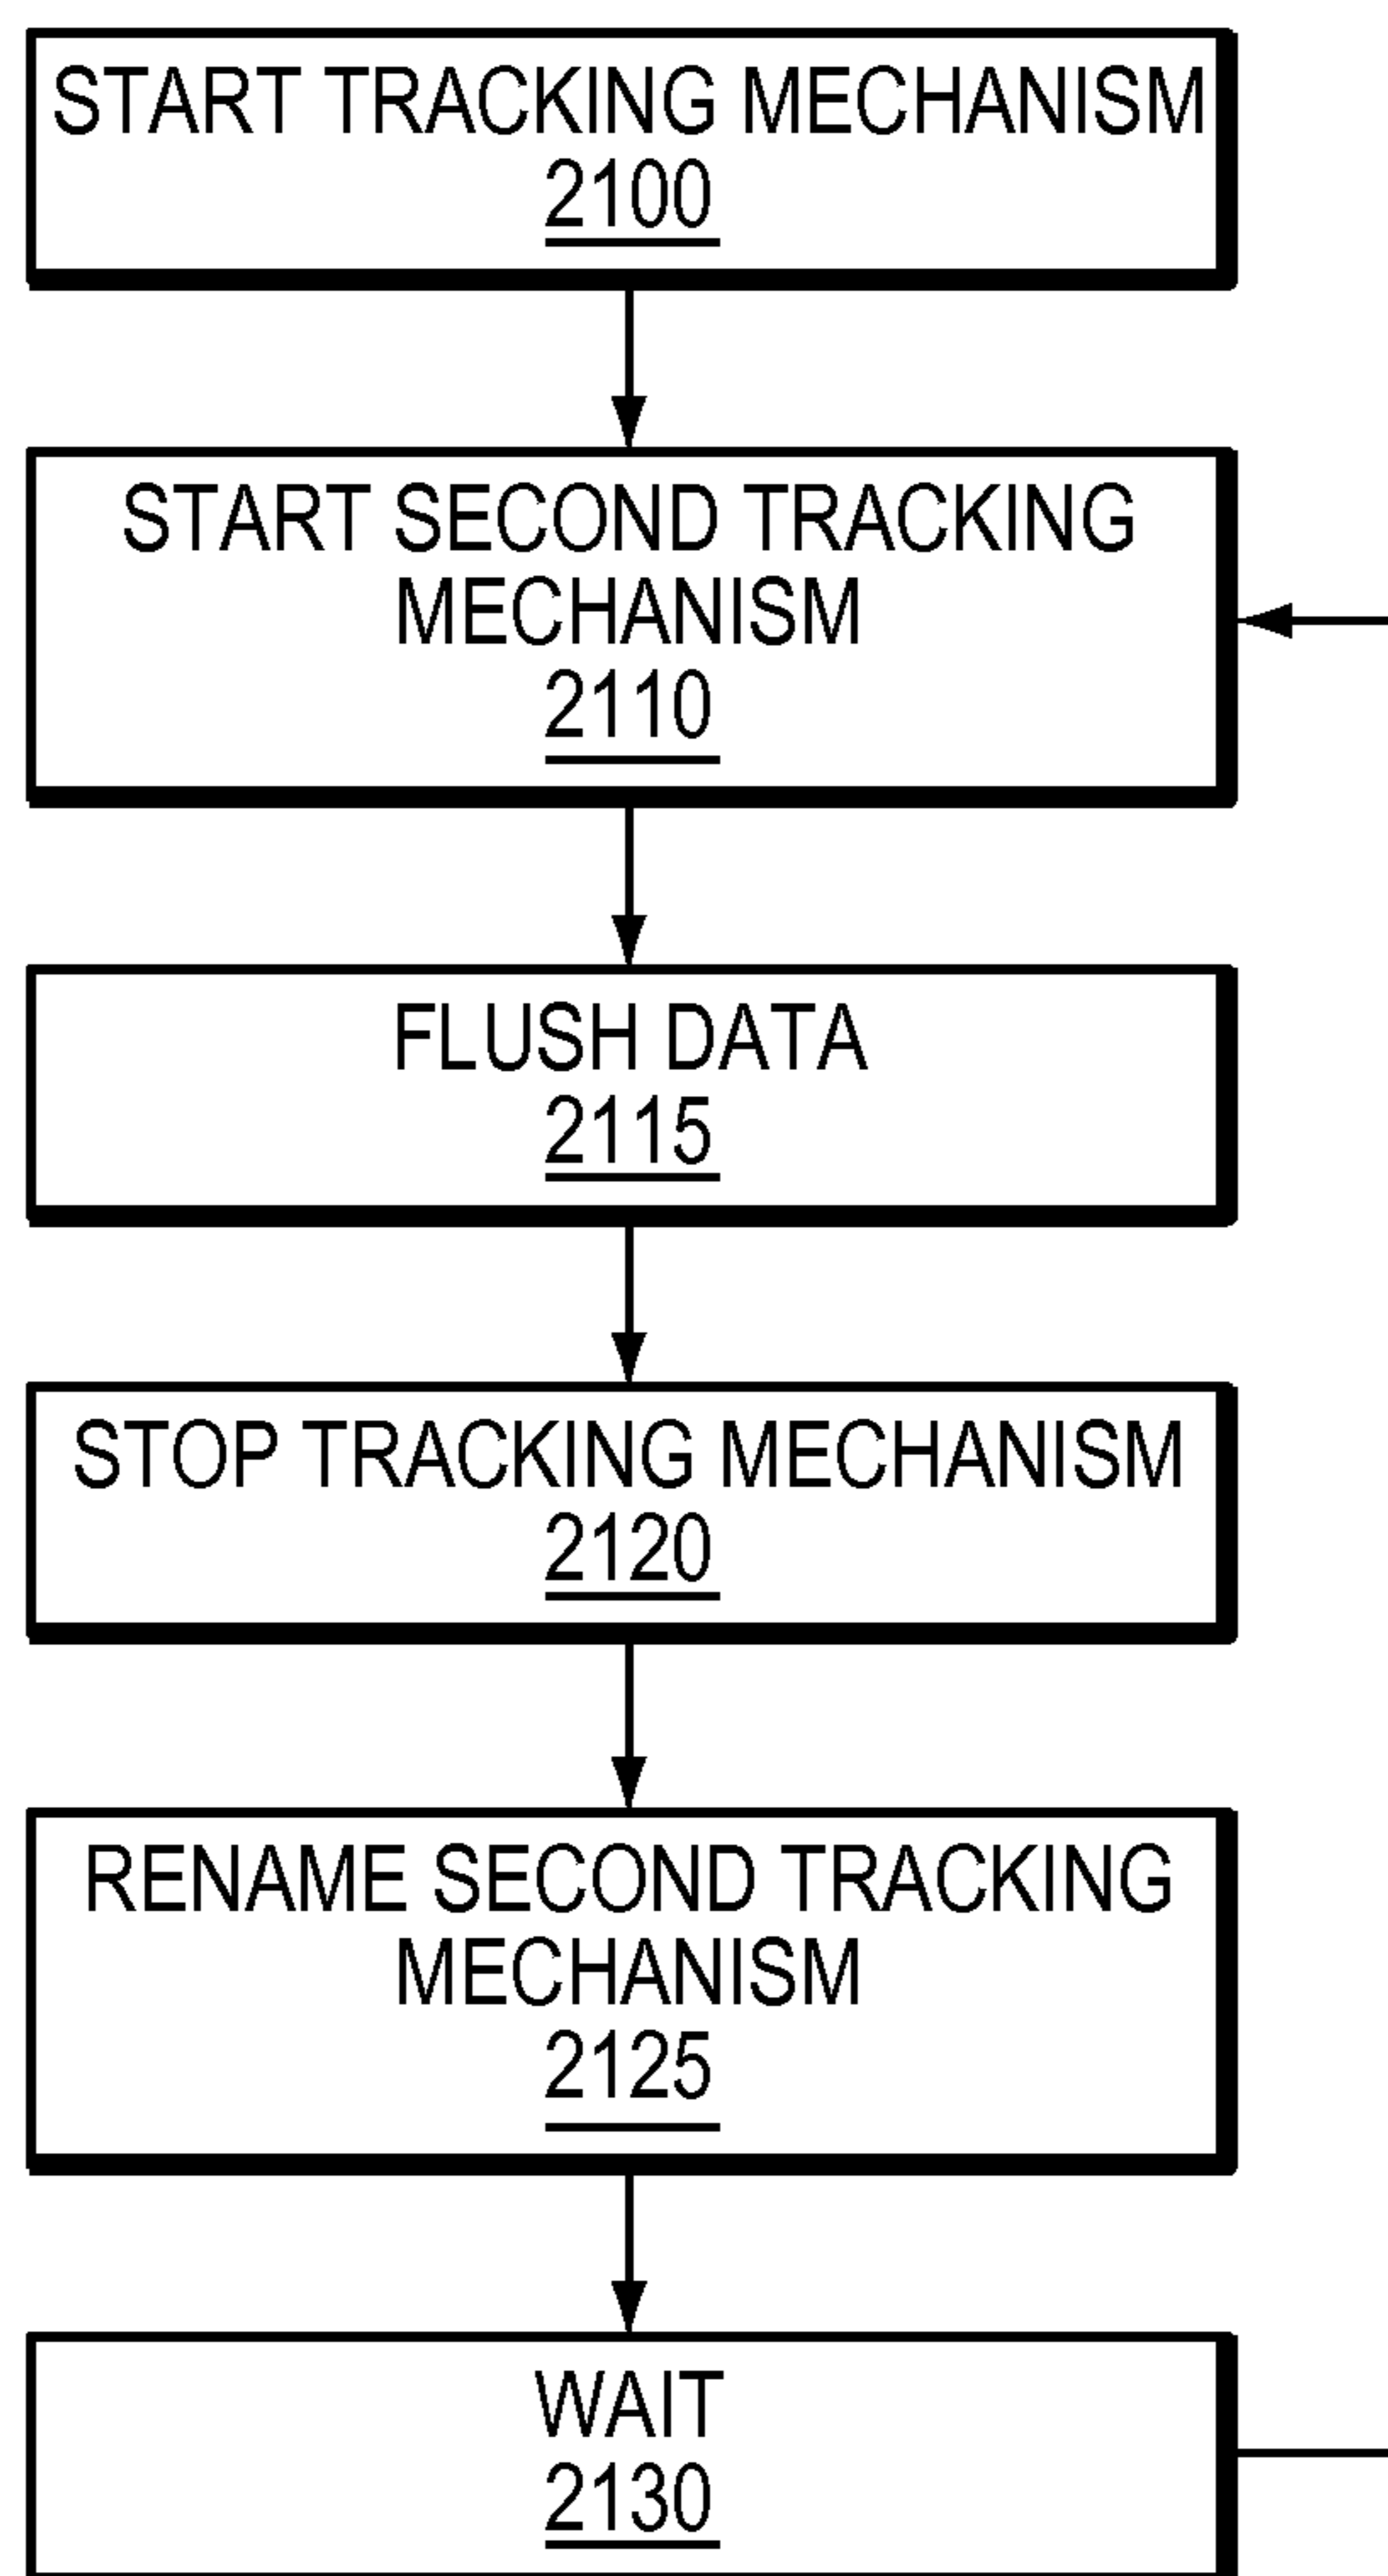 START TRACKING MECHANISM
2100
START SECOND TRACKING
MECHANISM
2110
FLUSH DATA
2115
STOP TRACKING MECHANISM
2120
RENAME SECOND TRACKING
MECHANISM
2125
WAIT
2130